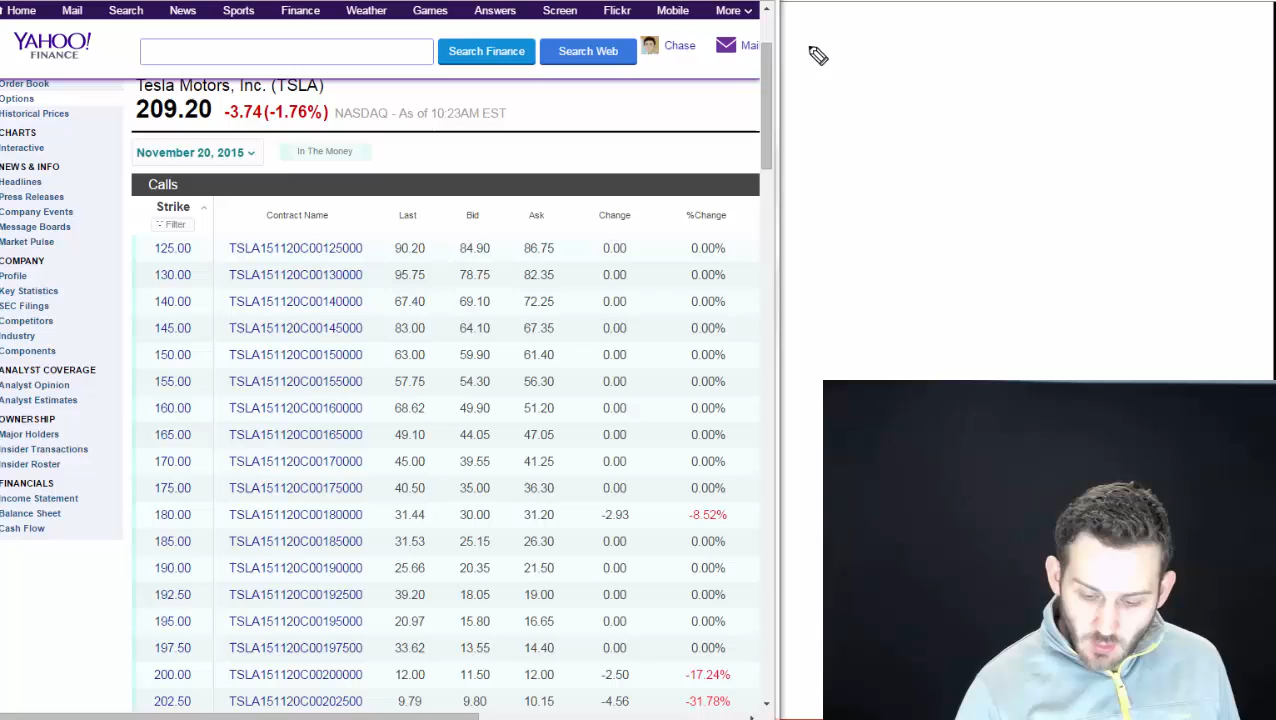 Home Mail Search News Sports Finance Weather Games Answers Screen Flickr Mobile More
YAHOO!
FINANCE
Search Finance Search Web Chase Mai
Order Book
Options
Historical Prices
CHARTS
Interactive
NEWS & INFO
Headlines
Press Releases
Company Events
Message Boards
Market Pulse
COMPANY
Profile
Key Statistics
SEC Filings
Competitors
Industry
Components
ANALYST COVERAGE
Analyst Opinion
Analyst Estimates
OWNERSHIP
Major Holders
Insider Transactions
Insider Roster
FINANCIALS
Income Statement
Balance Sheet
Cash Flow
Tesla Motors, Inc. (TSLA)
209.20 -3.74 (-1.76%) NASDAQ - As of 10:23AM EST
November 20, 2015 In The Money
Calls
Strike Contract Name Last Bid Ask Change %Change
Filter
125.00 TSLA151120C00125000 90.20 84.90 86.75 0.00 0.00%
130.00 TSLA151120C00130000 95.75 78.75 82.35 0.00 0.00%
140.00 TSLA151120C00140000 67.40 69.10 72.25 0.00 0.00%
145.00 TSLA151120C00145000 83.00 64.10 67.35 0.00 0.00%
150.00 TSLA151120C00150000 63.00 59.90 61.40 0.00 0.00%
155.00 TSLA151120C00155000 57.75 54.30 56.30 0.00 0.00%
160.00 TSLA151120C00160000 68.62 49.90 51.20 0.00 0.00%
165.00 TSLA151120C00165000 49.10 44.05 47.05 0.00 0.00%
170.00 TSLA151120C00170000 45.00 39.55 41.25 0.00 0.00%
175.00 TSLA151120C00175000 40.50 35.00 36.30 0.00 0.00%
180.00 TSLA151120C00180000 31.44 30.00 31.20 -2.93 -8.52%
185.00 TSLA151120C00185000 31.53 25.15 26.30 0.00 0.00%
190.00 TSLA151120C00190000 25.66 20.35 21.50 0.00 0.00%
192.50 TSLA151120C00192500 39.20 18.05 19.00 0.00 0.00%
195.00 TSLA151120C00195000 20.97 15.80 16.65 0.00 0.00%
197.50 TSLA151120C00197500 33.62 13.55 14.40 0.00 0.00%
200.00 TSLA151120C00200000 12.00 11.50 12.00 -2.50 -17.24%
202.50 TSLA151120C00202500 9.79 9.80 10.15 -4.56 -31.78%